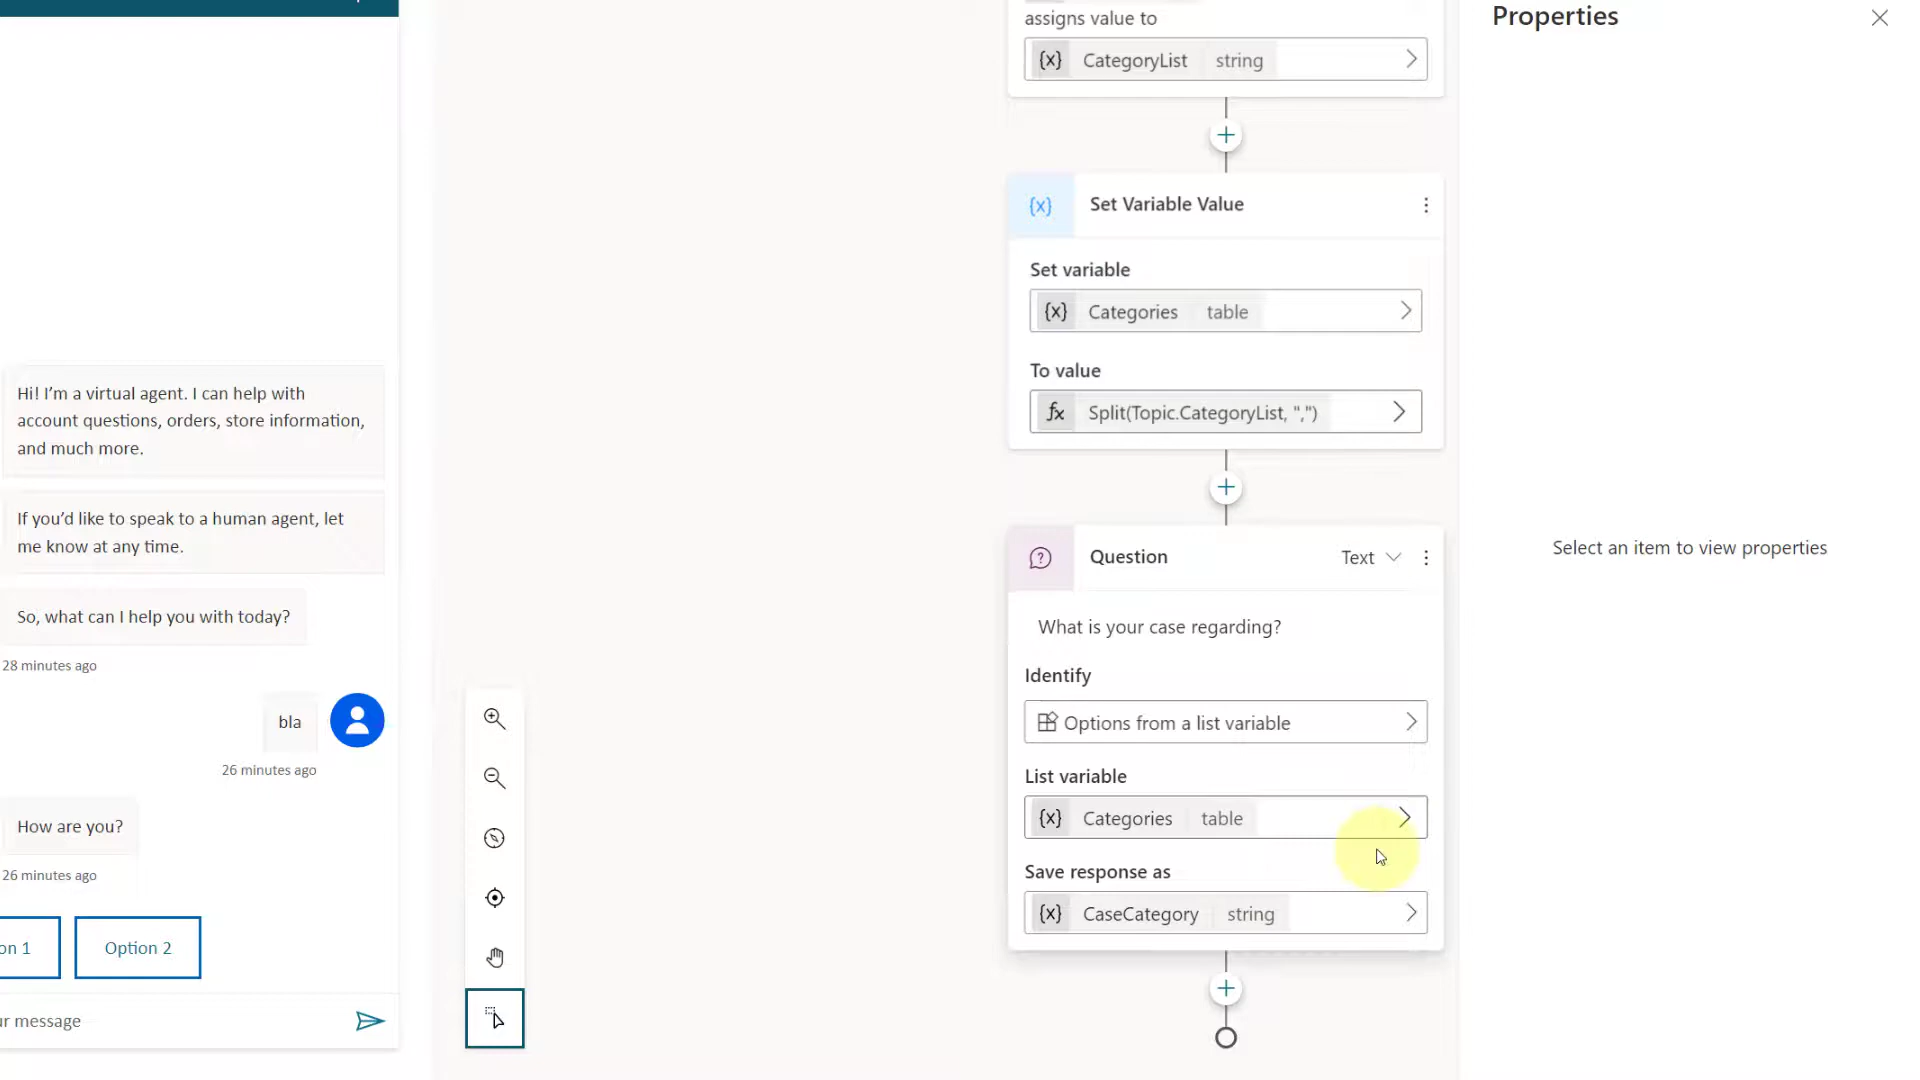 Hi! I'm a virtual agent. I can help with
account questions, orders, store information,
and much more.
If you'd like to speak to a human agent, let
me know at any time.
So, what can I help you with today?
28 minutes ago
bla
26 minutes ago
How are you?
26 minutes ago
on 1
Option 2
ur message
assigns value to
{x} CategoryList string
{x} Set Variable Value
Set variable
{x} Categories table
To value
fx Split(Topic.CategoryList, ",")
Question Text
What is your case regarding?
Identify
Options from a list variable
List variable
{x} Categories table
Save response as
{x} CaseCategory string
Properties
Select an item to view properties